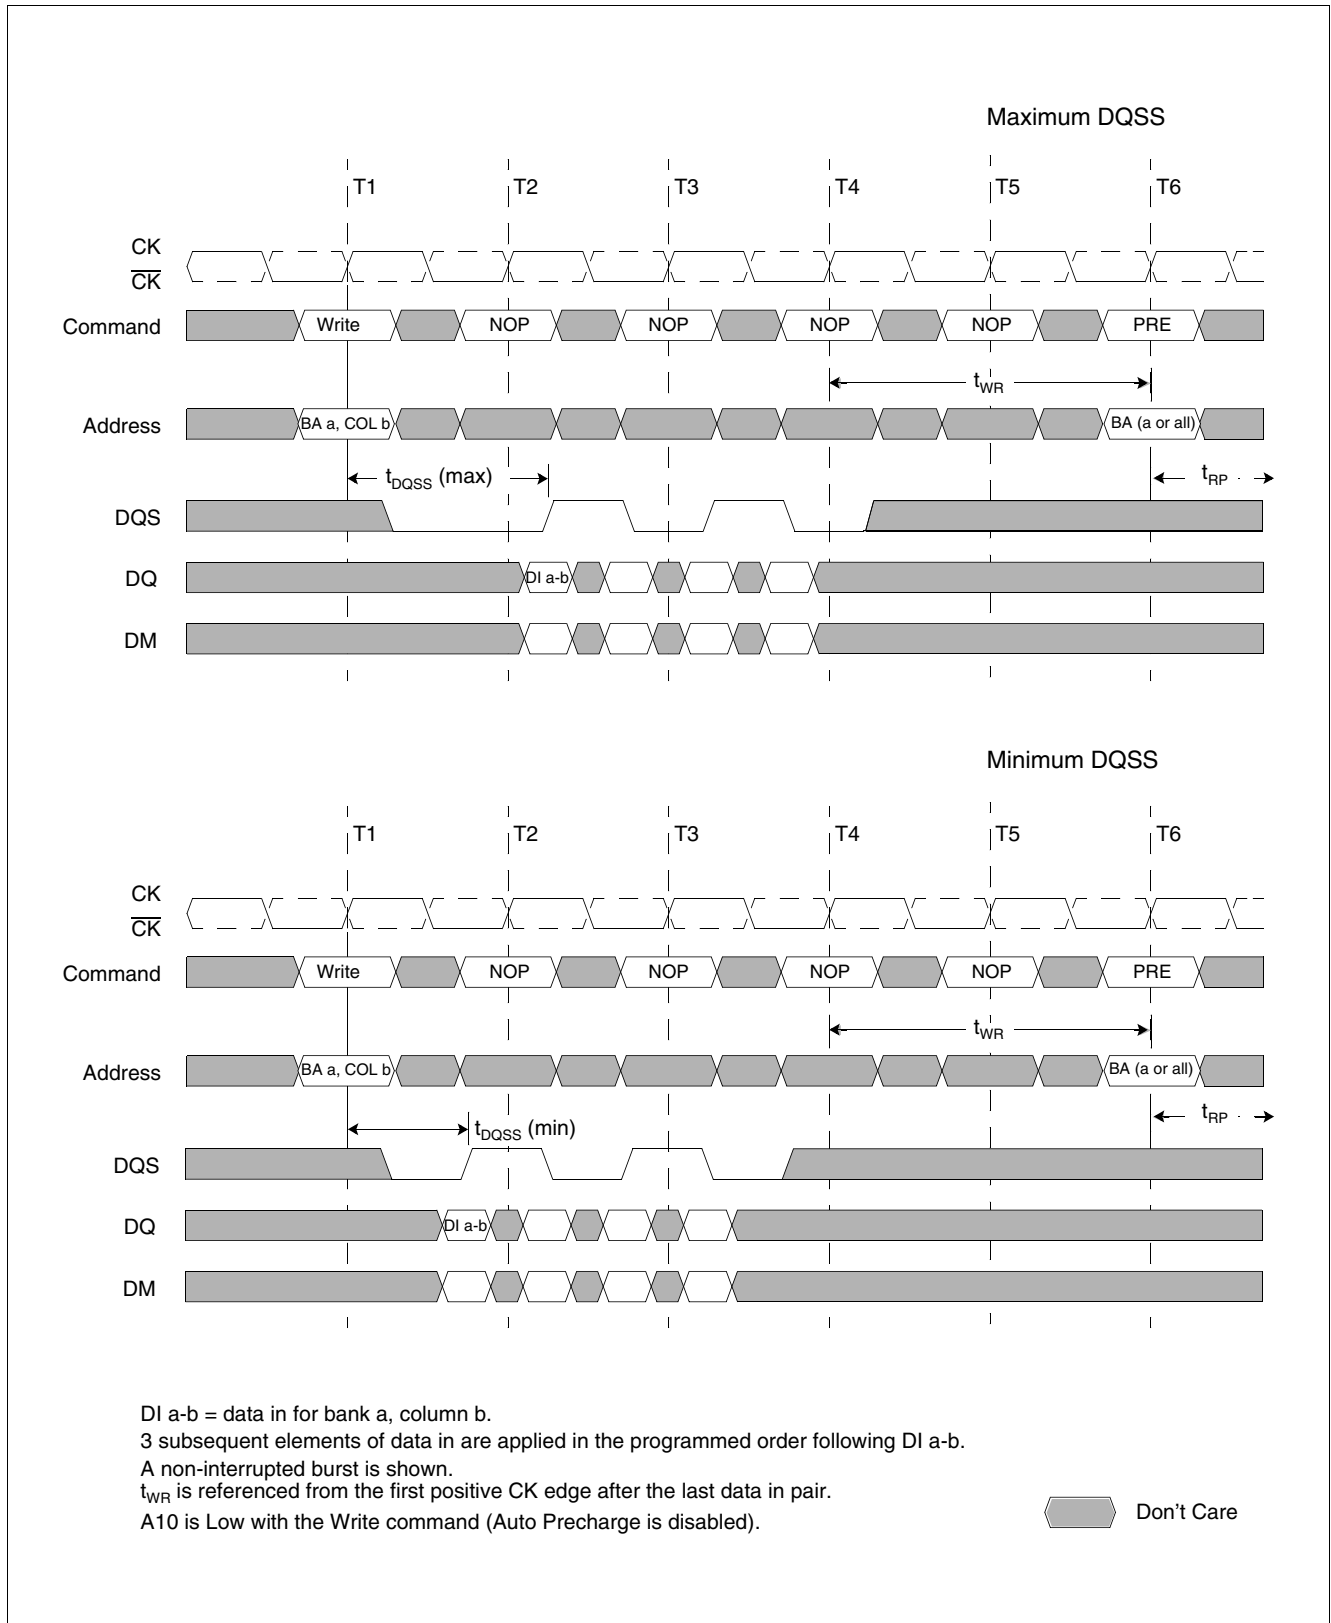 Maximum DQSS
T1 T2 T3 T4 T5 T6
CK
CK
Command Write NOP NOP NOP NOP PRE
tWR
Address BA a, COL b BA (a or all)
tDQSS (max) tRP
DQS
DQ DI a-b
DM
Minimum DQSS
T1 T2 T3 T4 T5 T6
CK
CK
Command Write NOP NOP NOP NOP PRE
tWR
Address BA a, COL b BA (a or all)
tDQSS (min) tRP
DQS
DQ DI a-b
DM
DI a-b = data in for bank a, column b.
3 subsequent elements of data in are applied in the programmed order following DI a-b.
A non-interrupted burst is shown.
tWR is referenced from the first positive CK edge after the last data in pair.
A10 is Low with the Write command (Auto Precharge is disabled).
Don't Care